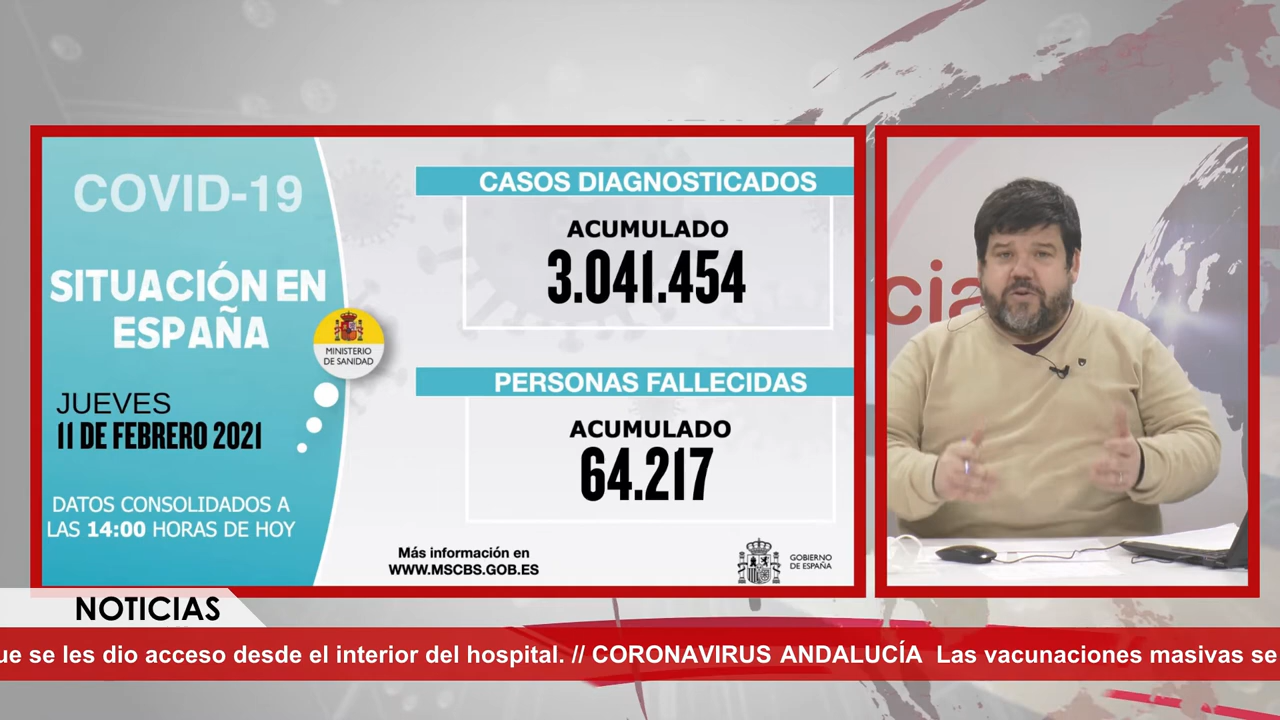 COVID-19
SITUACIÓN EN
ESPAÑA
MINISTERIO
DE SANIDAD
JUEVES
11 DE FEBRERO 2021
DATOS CONSOLIDADOS A
LAS 14:00 HORAS DE HOY
CASOS DIAGNOSTICADOS
ACUMULADO
3.041.454
PERSONAS FALLECIDAS
ACUMULADO
64.217
Más información en
WWW.MSCBS.GOB.ES
GOBIERNO
DE ESPAÑA
cia
NOTICIAS
ue se les dio acceso desde el interior del hospital. // CORONAVIRUS ANDALUCÍA Las vacunaciones masivas se